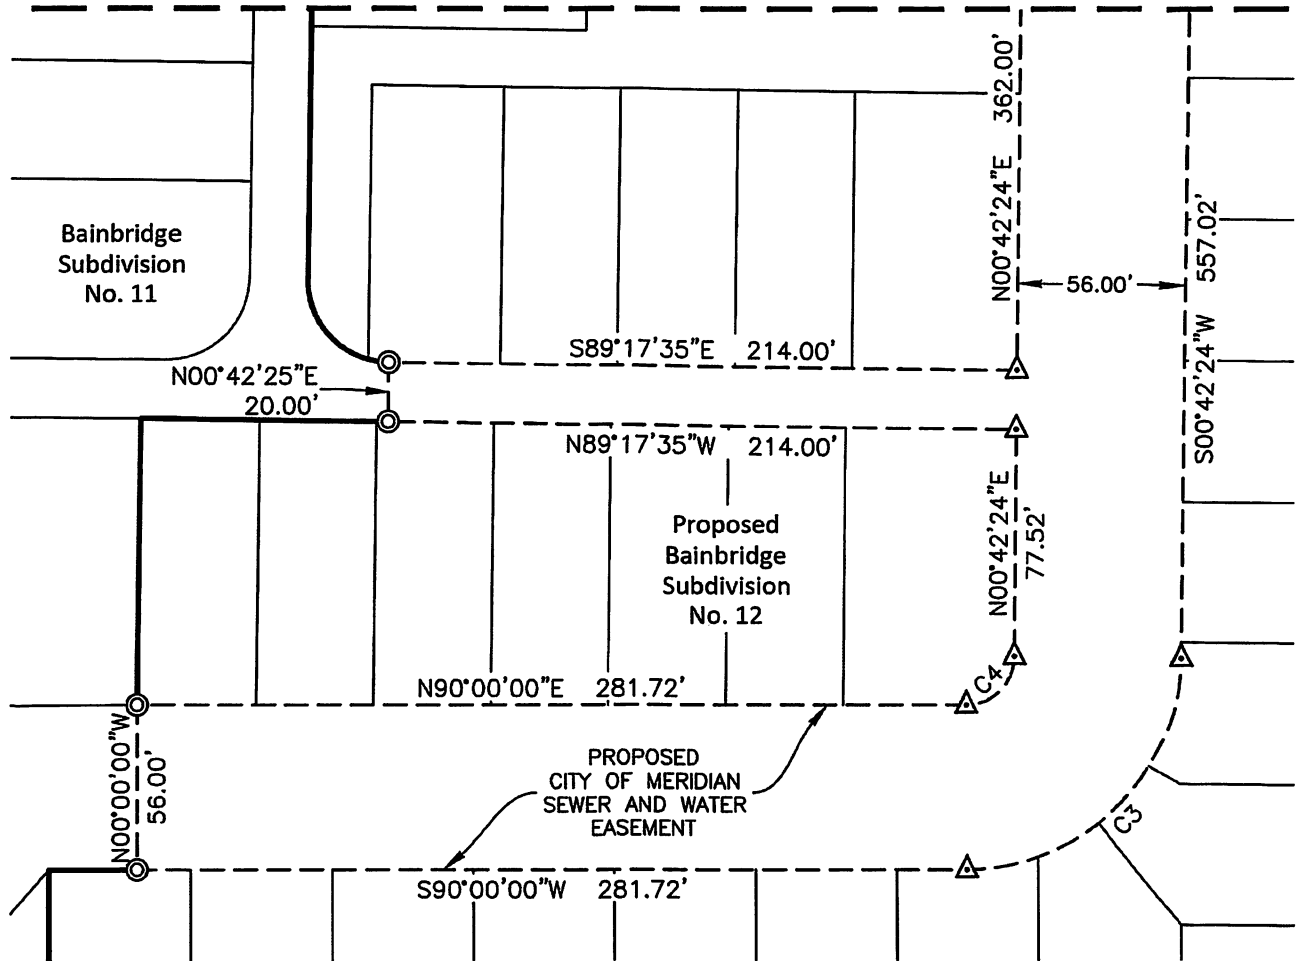 N00°42'24"E 362.00'
Bainbridge
Subdivision
No. 11
S00°42'24"W 557.02'
56.00'
S89°17'35"E 214.00'
N00°42'25"E
20.00'
N89°17'35"W 214.00'
N00°42'24"E
77.52'
Proposed
Bainbridge
Subdivision
No. 12
C4
N90°00'00"E 281.72'
N00°00'00"W
56.00'
PROPOSED
CITY OF MERIDIAN
SEWER AND WATER
EASEMENT
C3
S90°00'00"W 281.72'